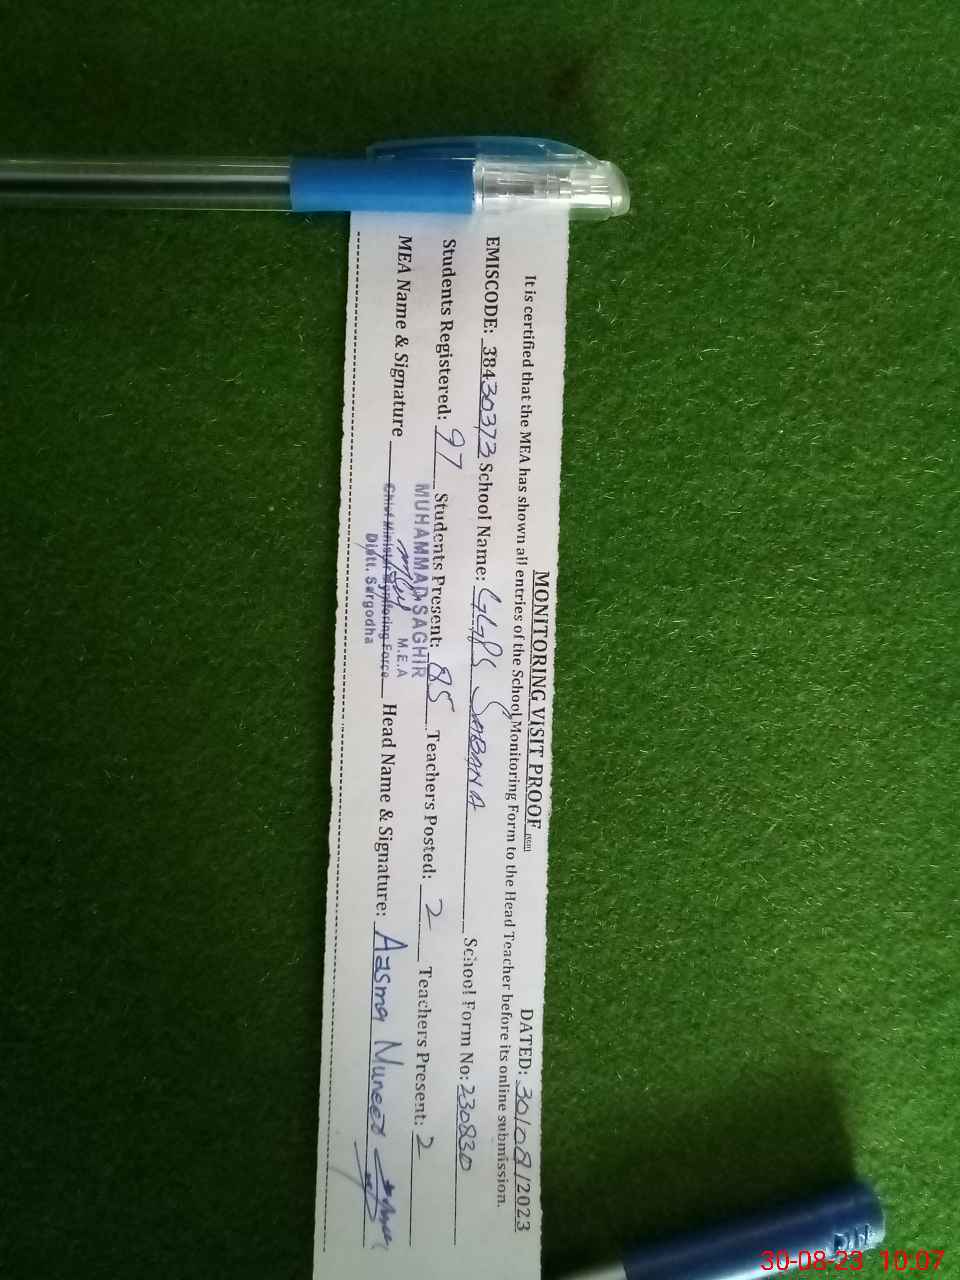 MONITORING VISIT PROOF
DATED: 30/08/2023
It is certified that the MEA has shown all entries of the School Monitoring Form to the Head Teacher before its online submission.
EMISCODE: 38430373 School Name: GGPS SABANA School Form No: 230830
Students Registered: 97 Students Present: 85 Teachers Posted: 2 Teachers Present: 2
MEA Name & Signature Head Name & Signature: Aasma Muneer
MUHAMMAD SAGHIR
M.E.A
Chief Minister Monitoring Force
Distt. Sargodha
30-08-23 10:07